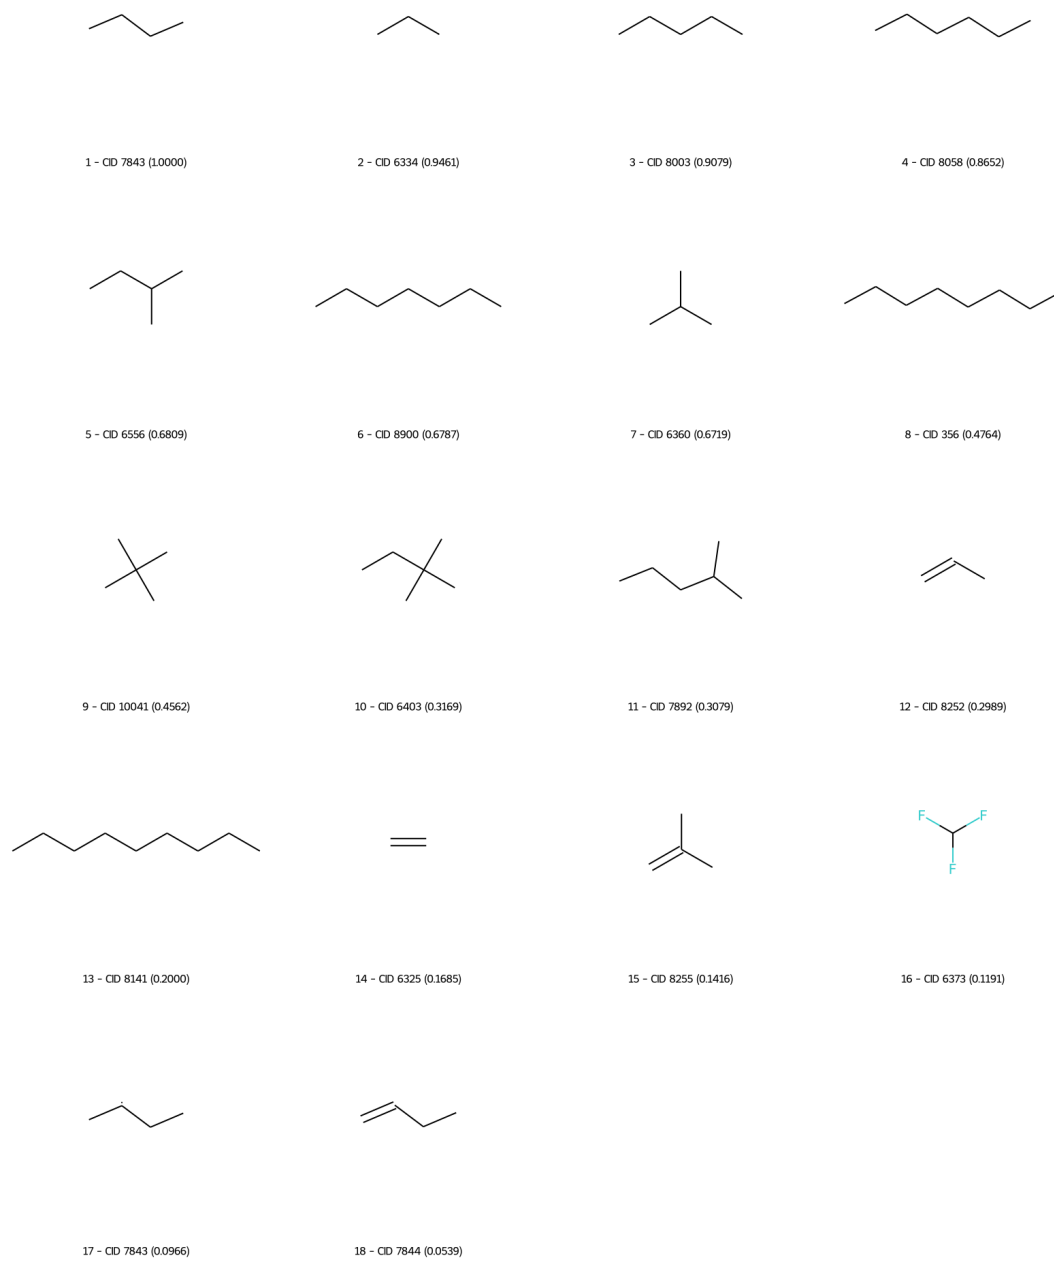 1 - CID 7843 (1.0000)
2 - CID 6334 (0.9461)
3 - CID 8003 (0.9079)
4 - CID 8058 (0.8652)
5 - CID 6556 (0.6809)
6 - CID 8900 (0.6787)
7 - CID 6360 (0.6719)
8 - CID 356 (0.4764)
9 - CID 10041 (0.4562)
10 - CID 6403 (0.3169)
11 - CID 7892 (0.3079)
12 - CID 8252 (0.2989)
F
F
F
13 - CID 8141 (0.2000)
14 - CID 6325 (0.1685)
15 - CID 8255 (0.1416)
16 - CID 6373 (0.1191)
17 - CID 7843 (0.0966)
18 - CID 7844 (0.0539)